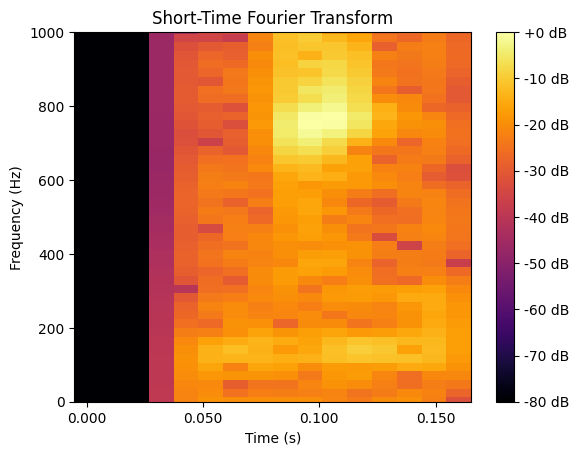 Short-Time Fourier Transform
1000
800
600
400
200
0
Frequency (Hz)
0.000
0.050
0.100
0.150
Time (s)
+0 dB
-10 dB
-20 dB
-30 dB
-40 dB
-50 dB
-60 dB
-70 dB
-80 dB